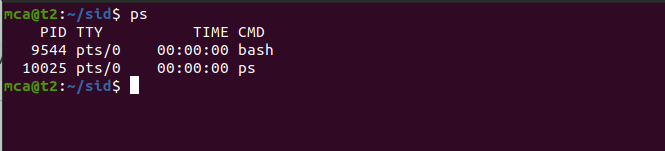 mca@t2:~/sid$ ps
    PID TTY          TIME CMD
   9544 pts/0    00:00:00 bash
  10025 pts/0    00:00:00 ps
mca@t2:~/sid$